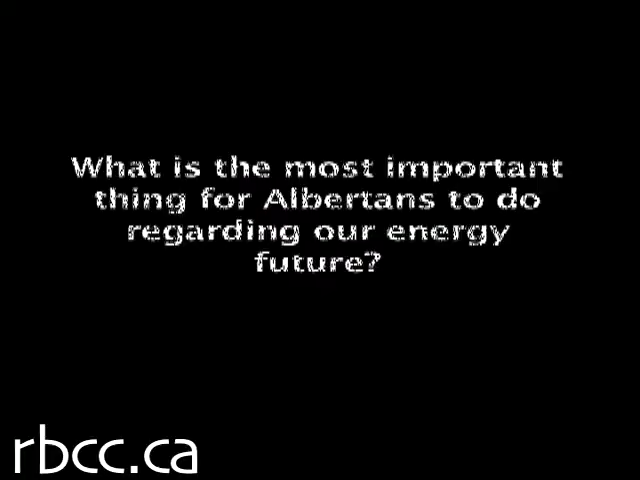 What is the most important
thing for Albertans to do
regarding our energy
future?
rbcc.ca